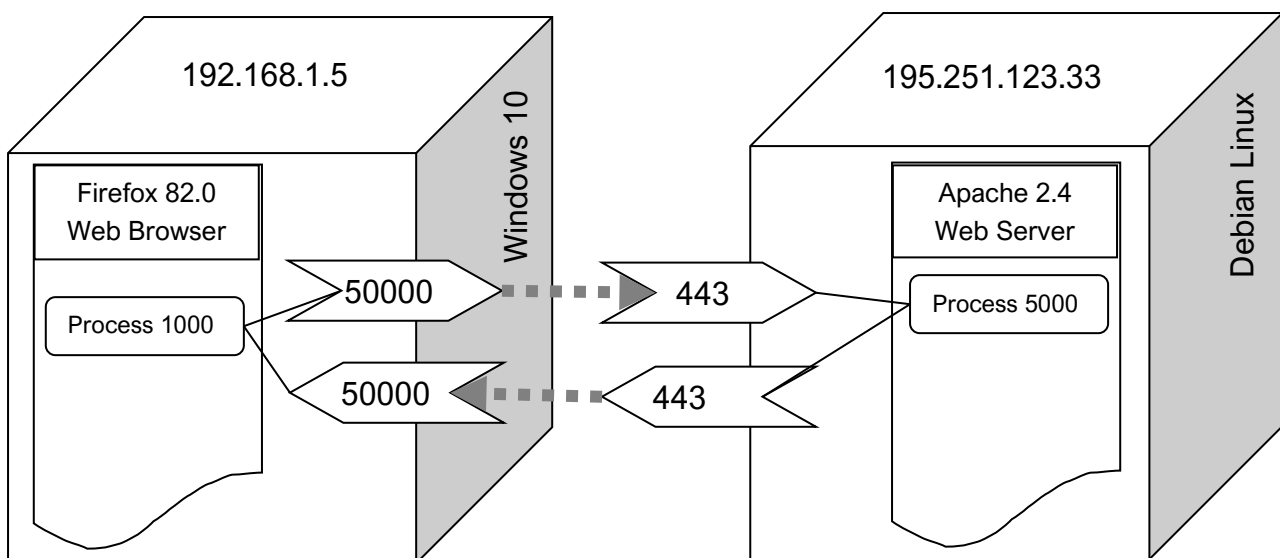 192.168.1.5
Windows 10
Firefox 82.0
Web Browser
Process 1000
50000
50000
195.251.123.33
Debian Linux
Apache 2.4
Web Server
Process 5000
443
443